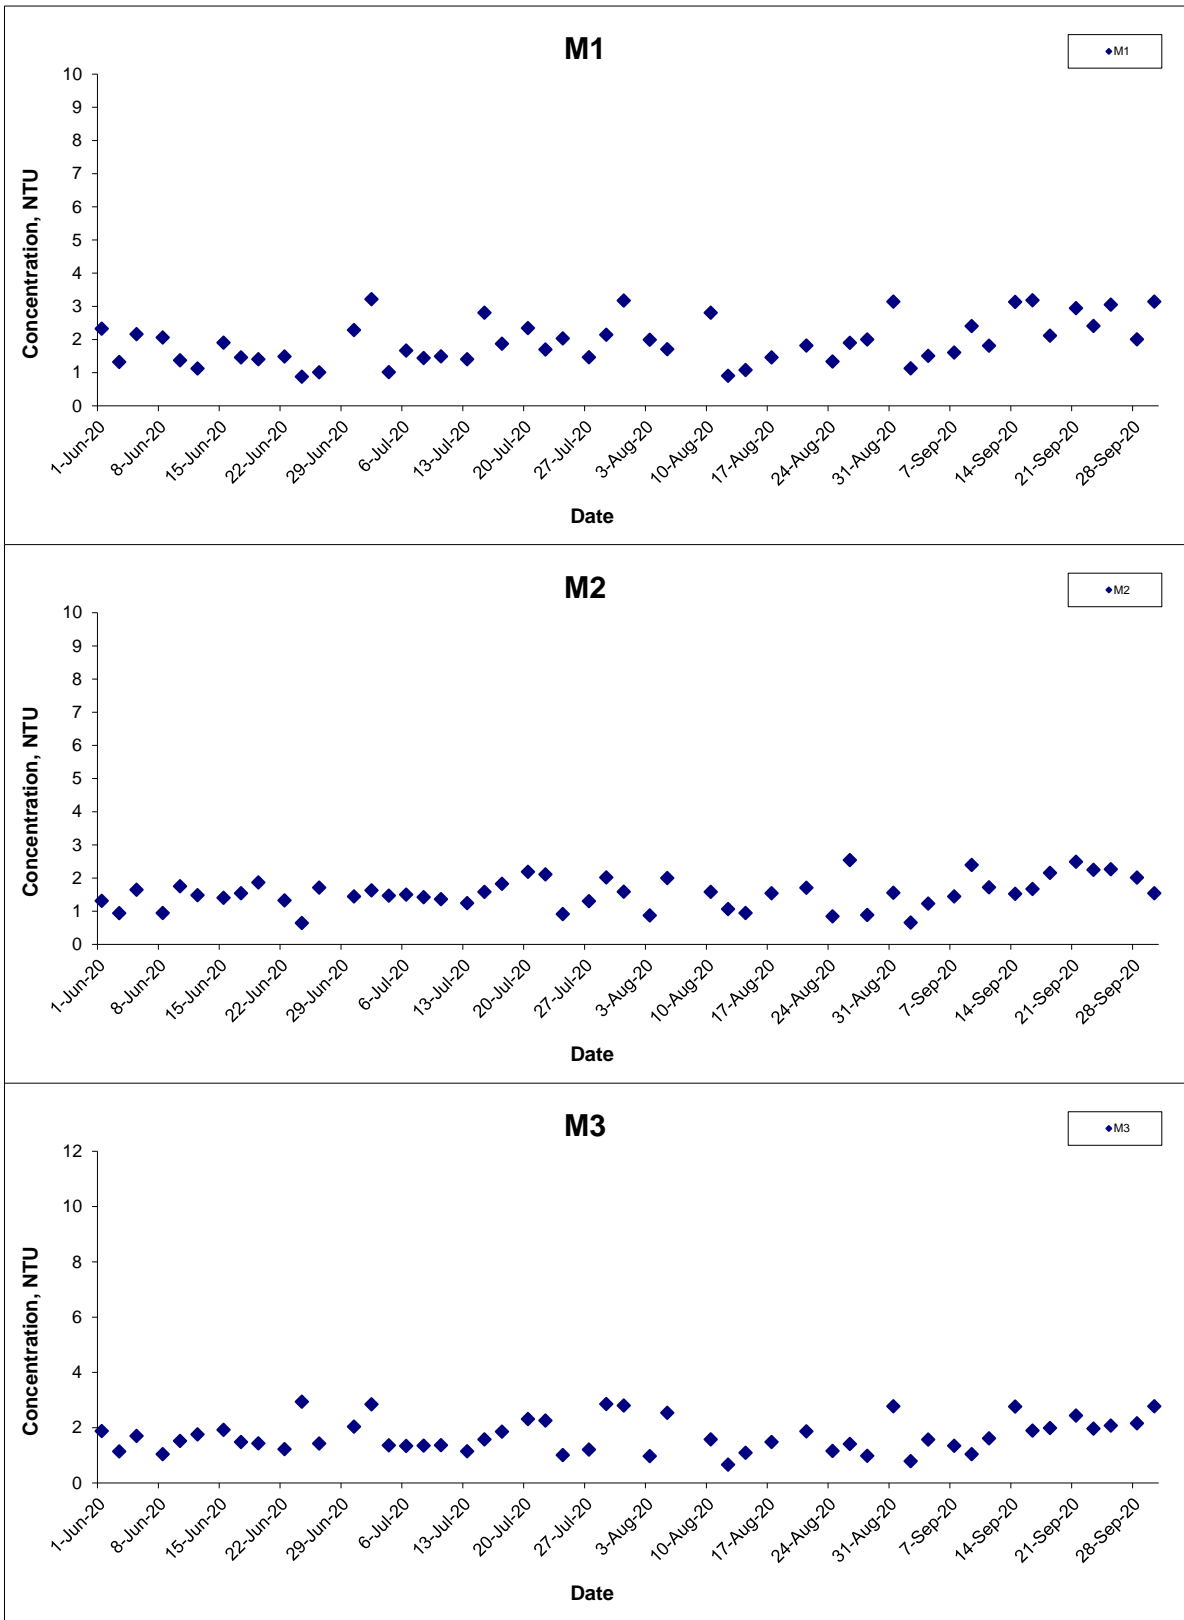 M1
M1
10
9
8
7
6
5
4
3
2
1
0
Concentration, NTU
1-Jun-20
8-Jun-20
15-Jun-20
22-Jun-20
29-Jun-20
6-Jul-20
13-Jul-20
20-Jul-20
27-Jul-20
3-Aug-20
10-Aug-20
17-Aug-20
24-Aug-20
31-Aug-20
7-Sep-20
14-Sep-20
21-Sep-20
28-Sep-20
Date
M2
M2
10
9
8
7
6
5
4
3
2
1
0
Concentration, NTU
1-Jun-20
8-Jun-20
15-Jun-20
22-Jun-20
29-Jun-20
6-Jul-20
13-Jul-20
20-Jul-20
27-Jul-20
3-Aug-20
10-Aug-20
17-Aug-20
24-Aug-20
31-Aug-20
7-Sep-20
14-Sep-20
21-Sep-20
28-Sep-20
Date
M3
M3
12
10
8
6
4
2
0
Concentration, NTU
1-Jun-20
8-Jun-20
15-Jun-20
22-Jun-20
29-Jun-20
6-Jul-20
13-Jul-20
20-Jul-20
27-Jul-20
3-Aug-20
10-Aug-20
17-Aug-20
24-Aug-20
31-Aug-20
7-Sep-20
14-Sep-20
21-Sep-20
28-Sep-20
Date